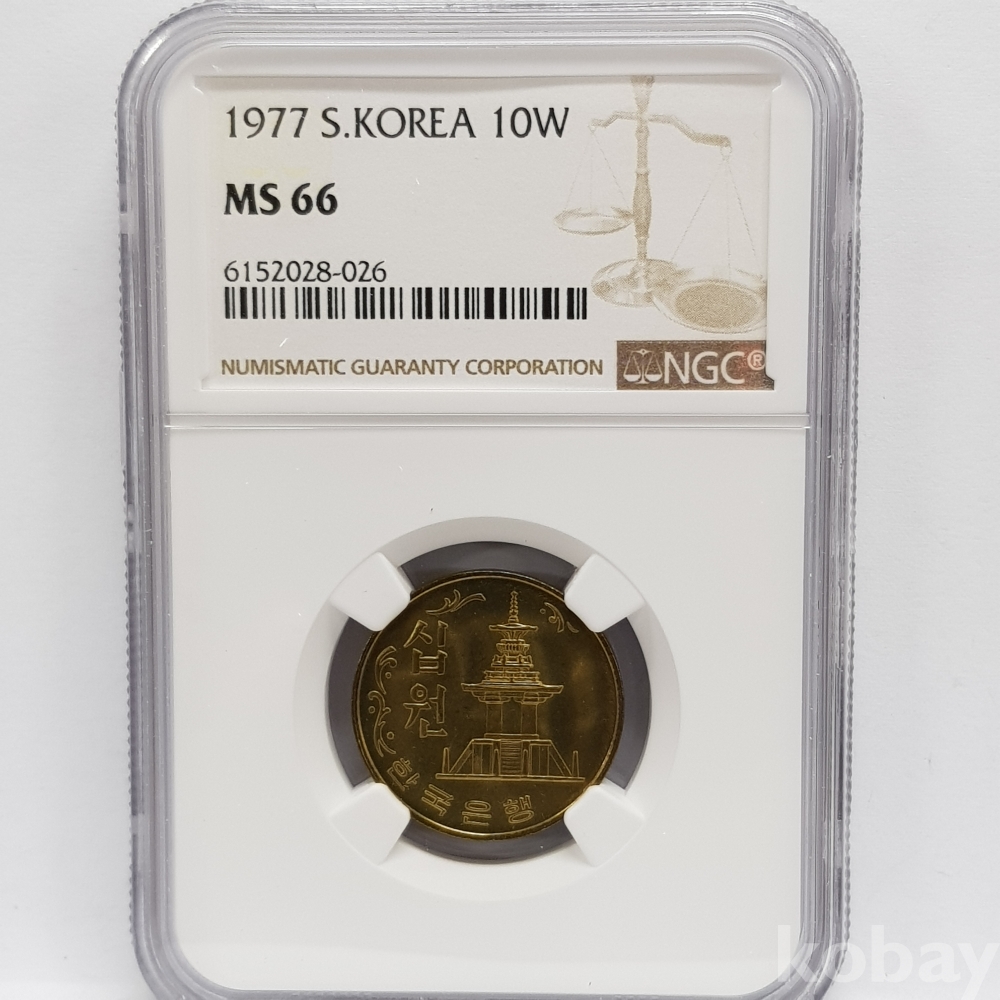 1977 S.KOREA 10W
MS 66
6152028-026
NUMISMATIC GUARANTY CORPORATION NGC®
십원
한국은행
kobay